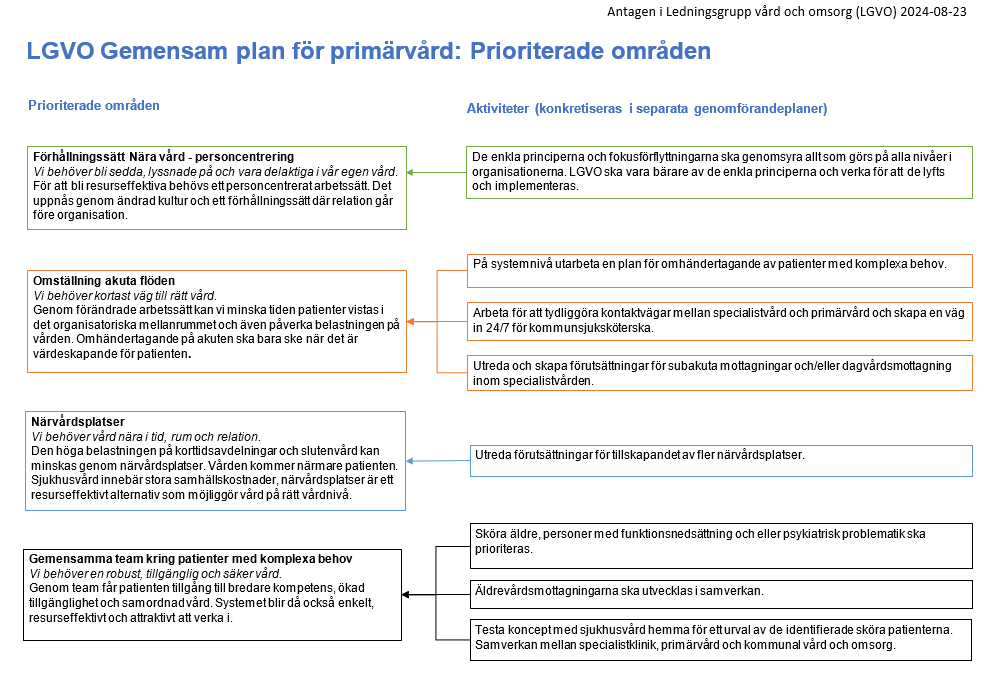 Antagen i Ledningsgrupp vård och omsorg (LGVO) 2024-08-23
LGVO Gemensam plan för primärvård: Prioriterade områden
Prioriterade områden
Aktiviteter (konkretiseras i separata genomförandeplaner)
Förhållningssätt Nära vård - personcentrering
Vi behöver bli sedda, lyssnade på och vara delaktiga i vår egen vård.
För att bli resurseffektiva behövs ett personcentrerat arbetssätt. Det
uppnås genom ändrad kultur och ett förhållningssätt där relation går
före organisation.
De enkla principerna och fokusförflyttningarna ska genomsyra allt som görs på alla nivåer i
organisationerna. LGVO ska vara bärare av de enkla principerna och verka för att de lyfts
och implementeras.
Omställning akuta flöden
Vi behöver kortast väg till rätt vård.
Genom förändrade arbetssätt kan vi minska tiden patienter vistas i
det organisatoriska mellanrummet och även påverka belastningen på
vården. Omhändertagande på akuten ska bara ske när det är
värdeskapande för patienten.
På systemnivå utarbeta en plan för omhändertagande av patienter med komplexa behov.
Arbeta för att tydliggöra kontaktvägar mellan specialistvård och primärvård och skapa en väg
in 24/7 för kommunsjuksköterska.
Utreda och skapa förutsättningar för subakuta mottagningar och/eller dagvårdsmottagning
inom specialistvården.
Närvårdsplatser
Vi behöver vård nära i tid, rum och relation.
Den höga belastningen på korttidsavdelningar och slutenvård kan
minskas genom närvårdsplatser. Vården kommer närmare patienten.
Sjukhusvård innebär stora samhällskostnader, närvårdsplatser är ett
resurseffektivt alternativ som möjliggör vård på rätt vårdnivå.
Utreda förutsättningar för tillskapandet av fler närvårdsplatser.
Gemensamma team kring patienter med komplexa behov
Vi behöver en robust, tillgänglig och säker vård.
Genom team får patienten tillgång till bredare kompetens, ökad
tillgänglighet och samordnad vård. Systemet blir då också enkelt,
resurseffektivt och attraktivt att verka i.
Sköra äldre, personer med funktionsnedsättning och eller psykiatrisk problematik ska
prioriteras.
Äldrevårdsmottagningarna ska utvecklas i samverkan.
Testa koncept med sjukhusvård hemma för ett urval av de identifierade sköra patienterna.
Samverkan mellan specialistklinik, primärvård och kommunal vård och omsorg.